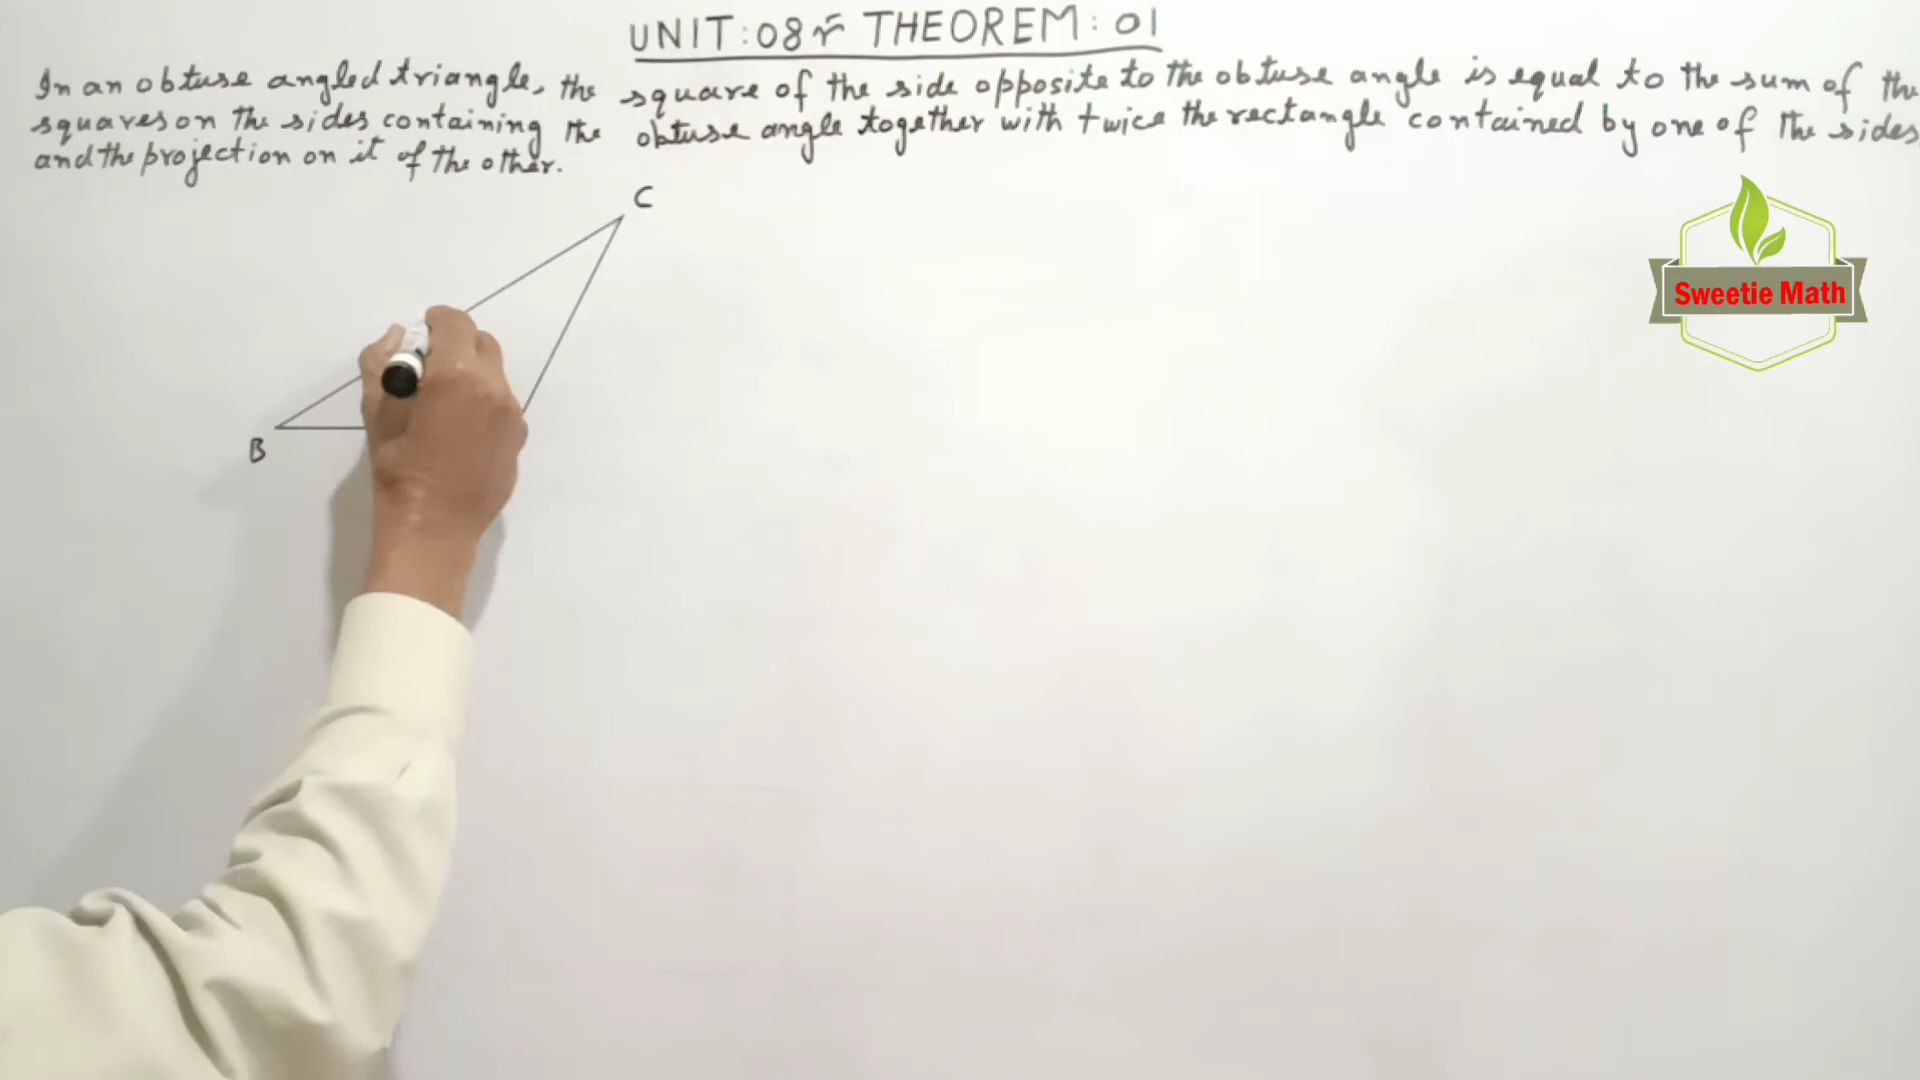 UNIT:08 THEOREM:01
In an obtuse angled triangle, the square of the side opposite to the obtuse angle is equal to the sum of the
squares on the sides containing the obtuse angle together with twice the rectangle contained by one of the sides,
and the projection on it of the other.
C
Sweetie Math
B